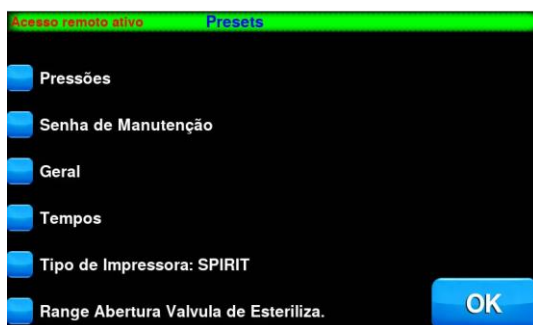 Acesso remoto ativo Presets
Pressões
Senha de Manutenção
Geral
Tempos
Tipo de Impressora: SPIRIT
Range Abertura Valvula de Esteriliza.
OK